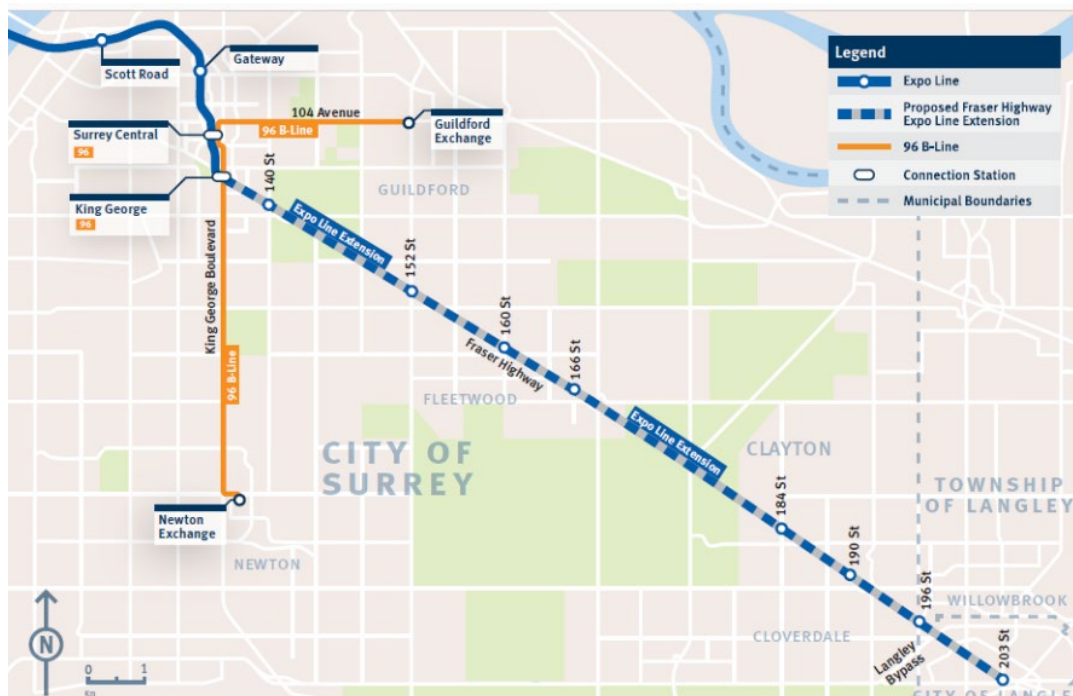 Scott Road
Gateway
Surrey Central
96
King George
96
104 Avenue
96 B-Line
Guildford
Exchange
Legend
Expo Line
Proposed Fraser Highway
Expo Line Extension
96 B-Line
Connection Station
Municipal Boundaries
GUILDFORD
140 St
Expo Line Extension
152 St
King George Boulevard
96 B-Line
160 St
Fraser Highway
166 St
FLEETWOOD
CITY OF
SURREY
Expo Line Extension
CLAYTON
TOWNSHIP
OF LANGLEY
184 St
Newton
Exchange
NEWTON
190 St
196 St
WILLOWBROOK
CLOVERDALE
Langley
Bypass
203 St
N
0 1
CITY OF